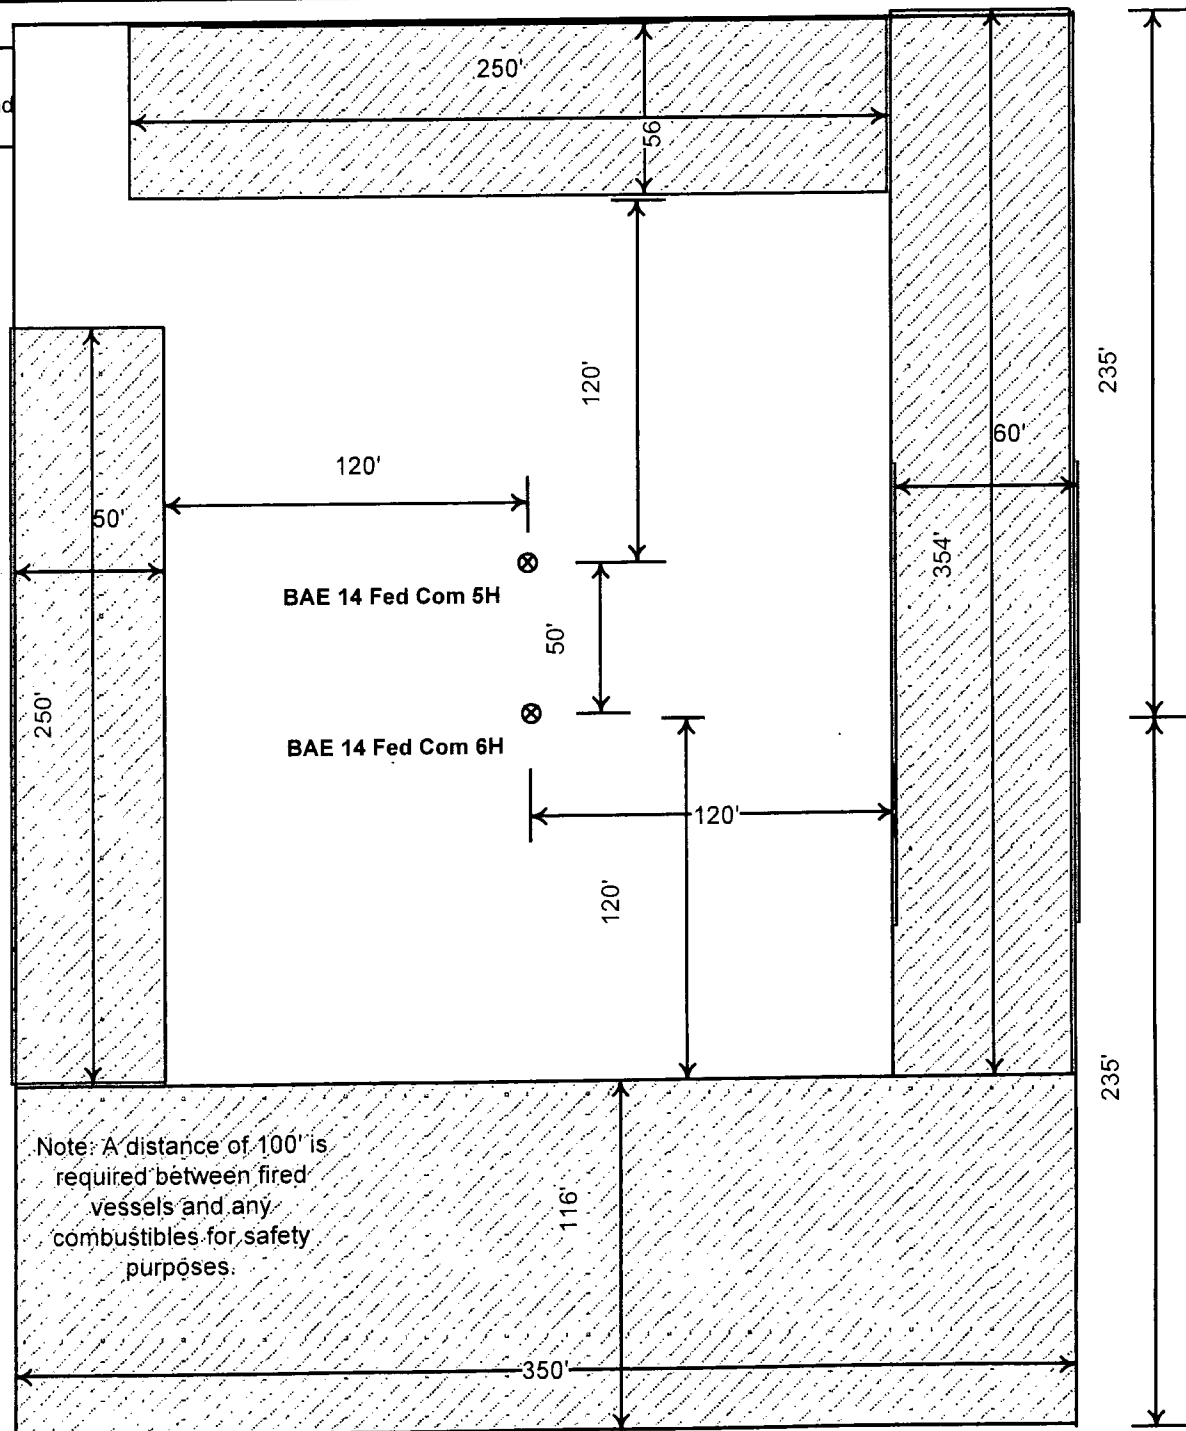 d
250'
56
120'
235'
60'
120'
50'
354'
BAE 14 Fed Com 5H
50'
250'
BAE 14 Fed Com 6H
120'
120'
235'
Note: A distance of 100' is
required between fired
vessels and any
combustibles for safety
purposes.
116'
350'